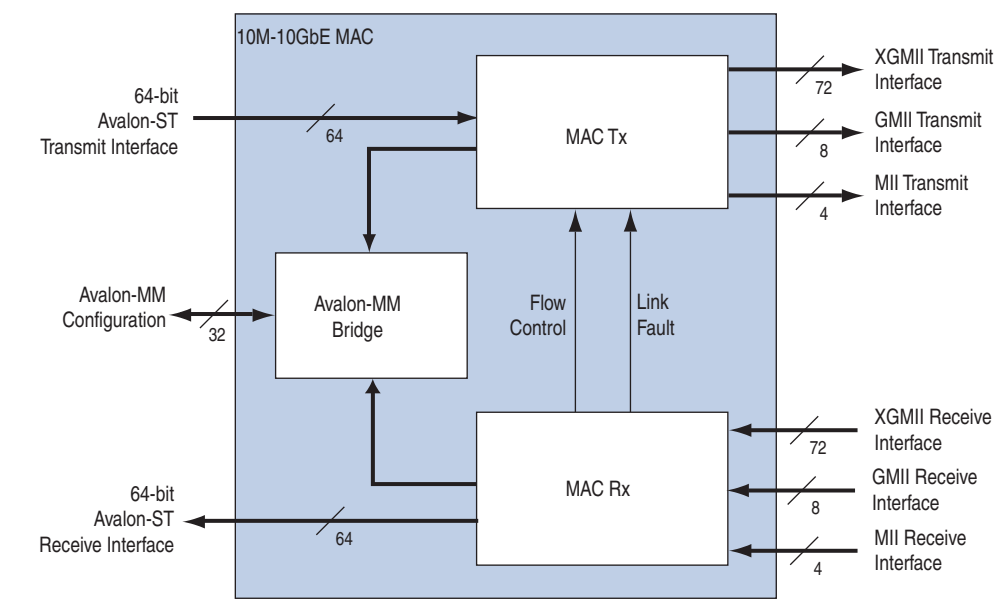 10M-10GbE MAC
64-bit
Avalon-ST
Transmit Interface
64
MAC Tx
XGMII Transmit
Interface
72
GMII Transmit
Interface
8
MII Transmit
Interface
4
Avalon-MM
Configuration
32
Avalon-MM
Bridge
Flow
Control
Link
Fault
64-bit
Avalon-ST
Receive Interface
64
MAC Rx
XGMII Receive
Interface
72
GMII Receive
Interface
8
MII Receive
Interface
4